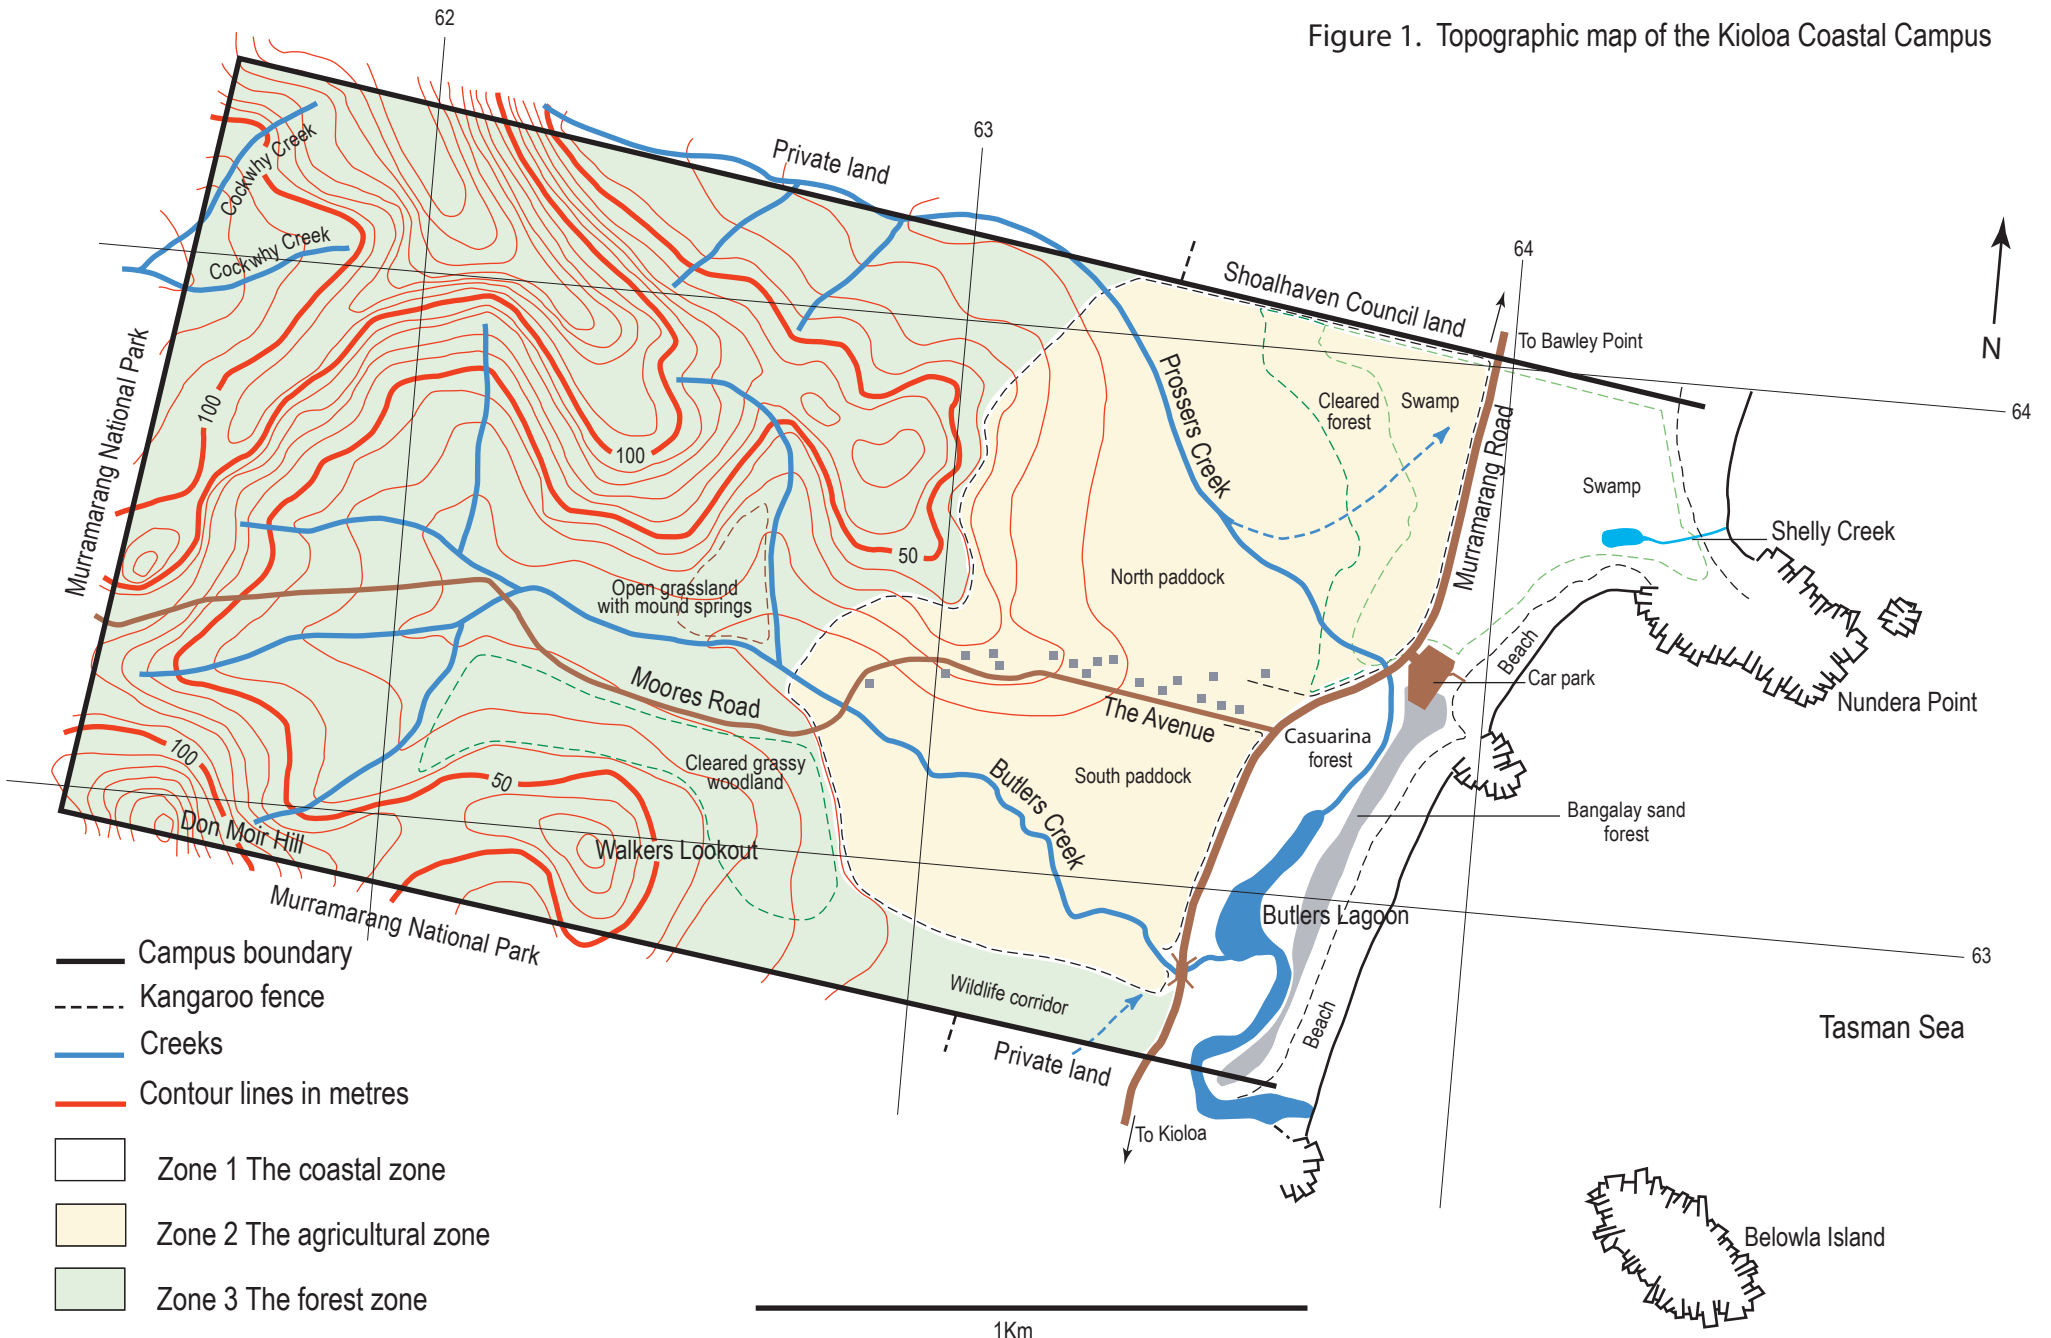 Figure 1. Topographic map of the Kioloa Coastal Campus
62
63
64
Private land
Cockwhy Creek
Cockwhy Creek
Shoalhaven Council land
To Bawley Point
N
Murramarang National Park
100
Prossers Creek
Cleared
forest
Swamp
64
Murramarang Road
100
Swamp
Shelly Creek
50
North paddock
Open grassland
with mound springs
Beach
Car park
Nundera Point
Moores Road
The Avenue
Casuarina
forest
100
Cleared grassy
woodland
South paddock
50
Butlers Creek
Bangalay sand
forest
Don Moir Hill
Walkers Lookout
Butlers Lagoon
Murramarang National Park
63
Wildlife corridor
Beach
Tasman Sea
Private land
To Kioloa
Belowla Island
Campus boundary
Kangaroo fence
Creeks
Contour lines in metres
Zone 1 The coastal zone
Zone 2 The agricultural zone
Zone 3 The forest zone
1Km